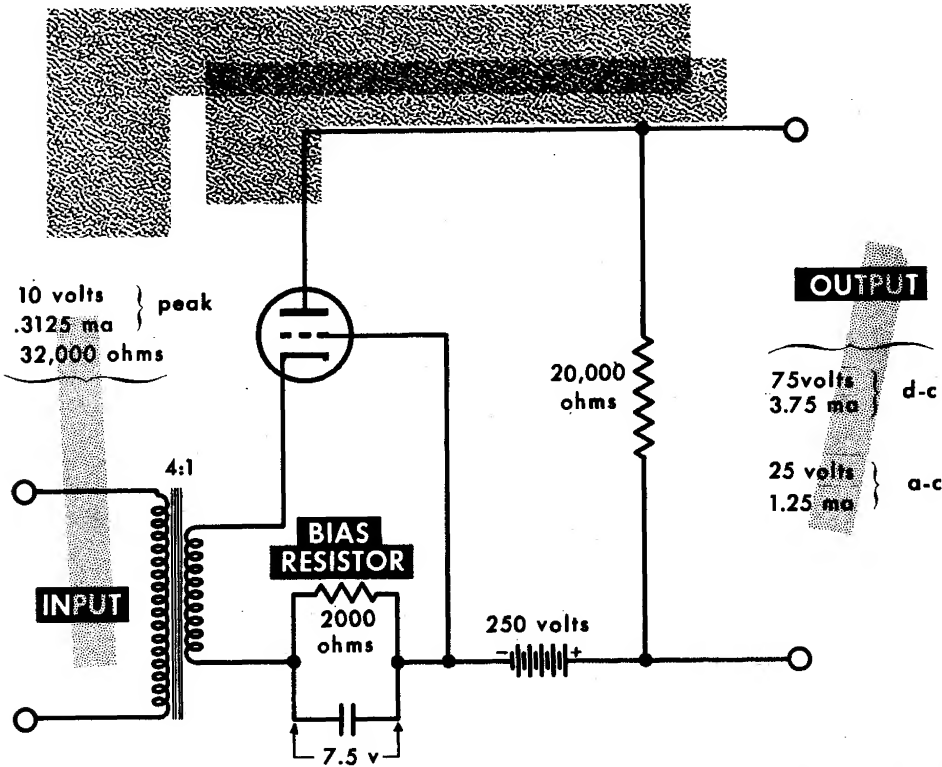 10 volts
.3125 ma
peak
32,000 ohms
4:1
INPUT
BIAS
RESISTOR
2000
ohms
7.5 v
250 volts
- +
20,000
ohms
OUTPUT
75volts
3.75 ma
d-c
25 volts
1.25 ma
a-c